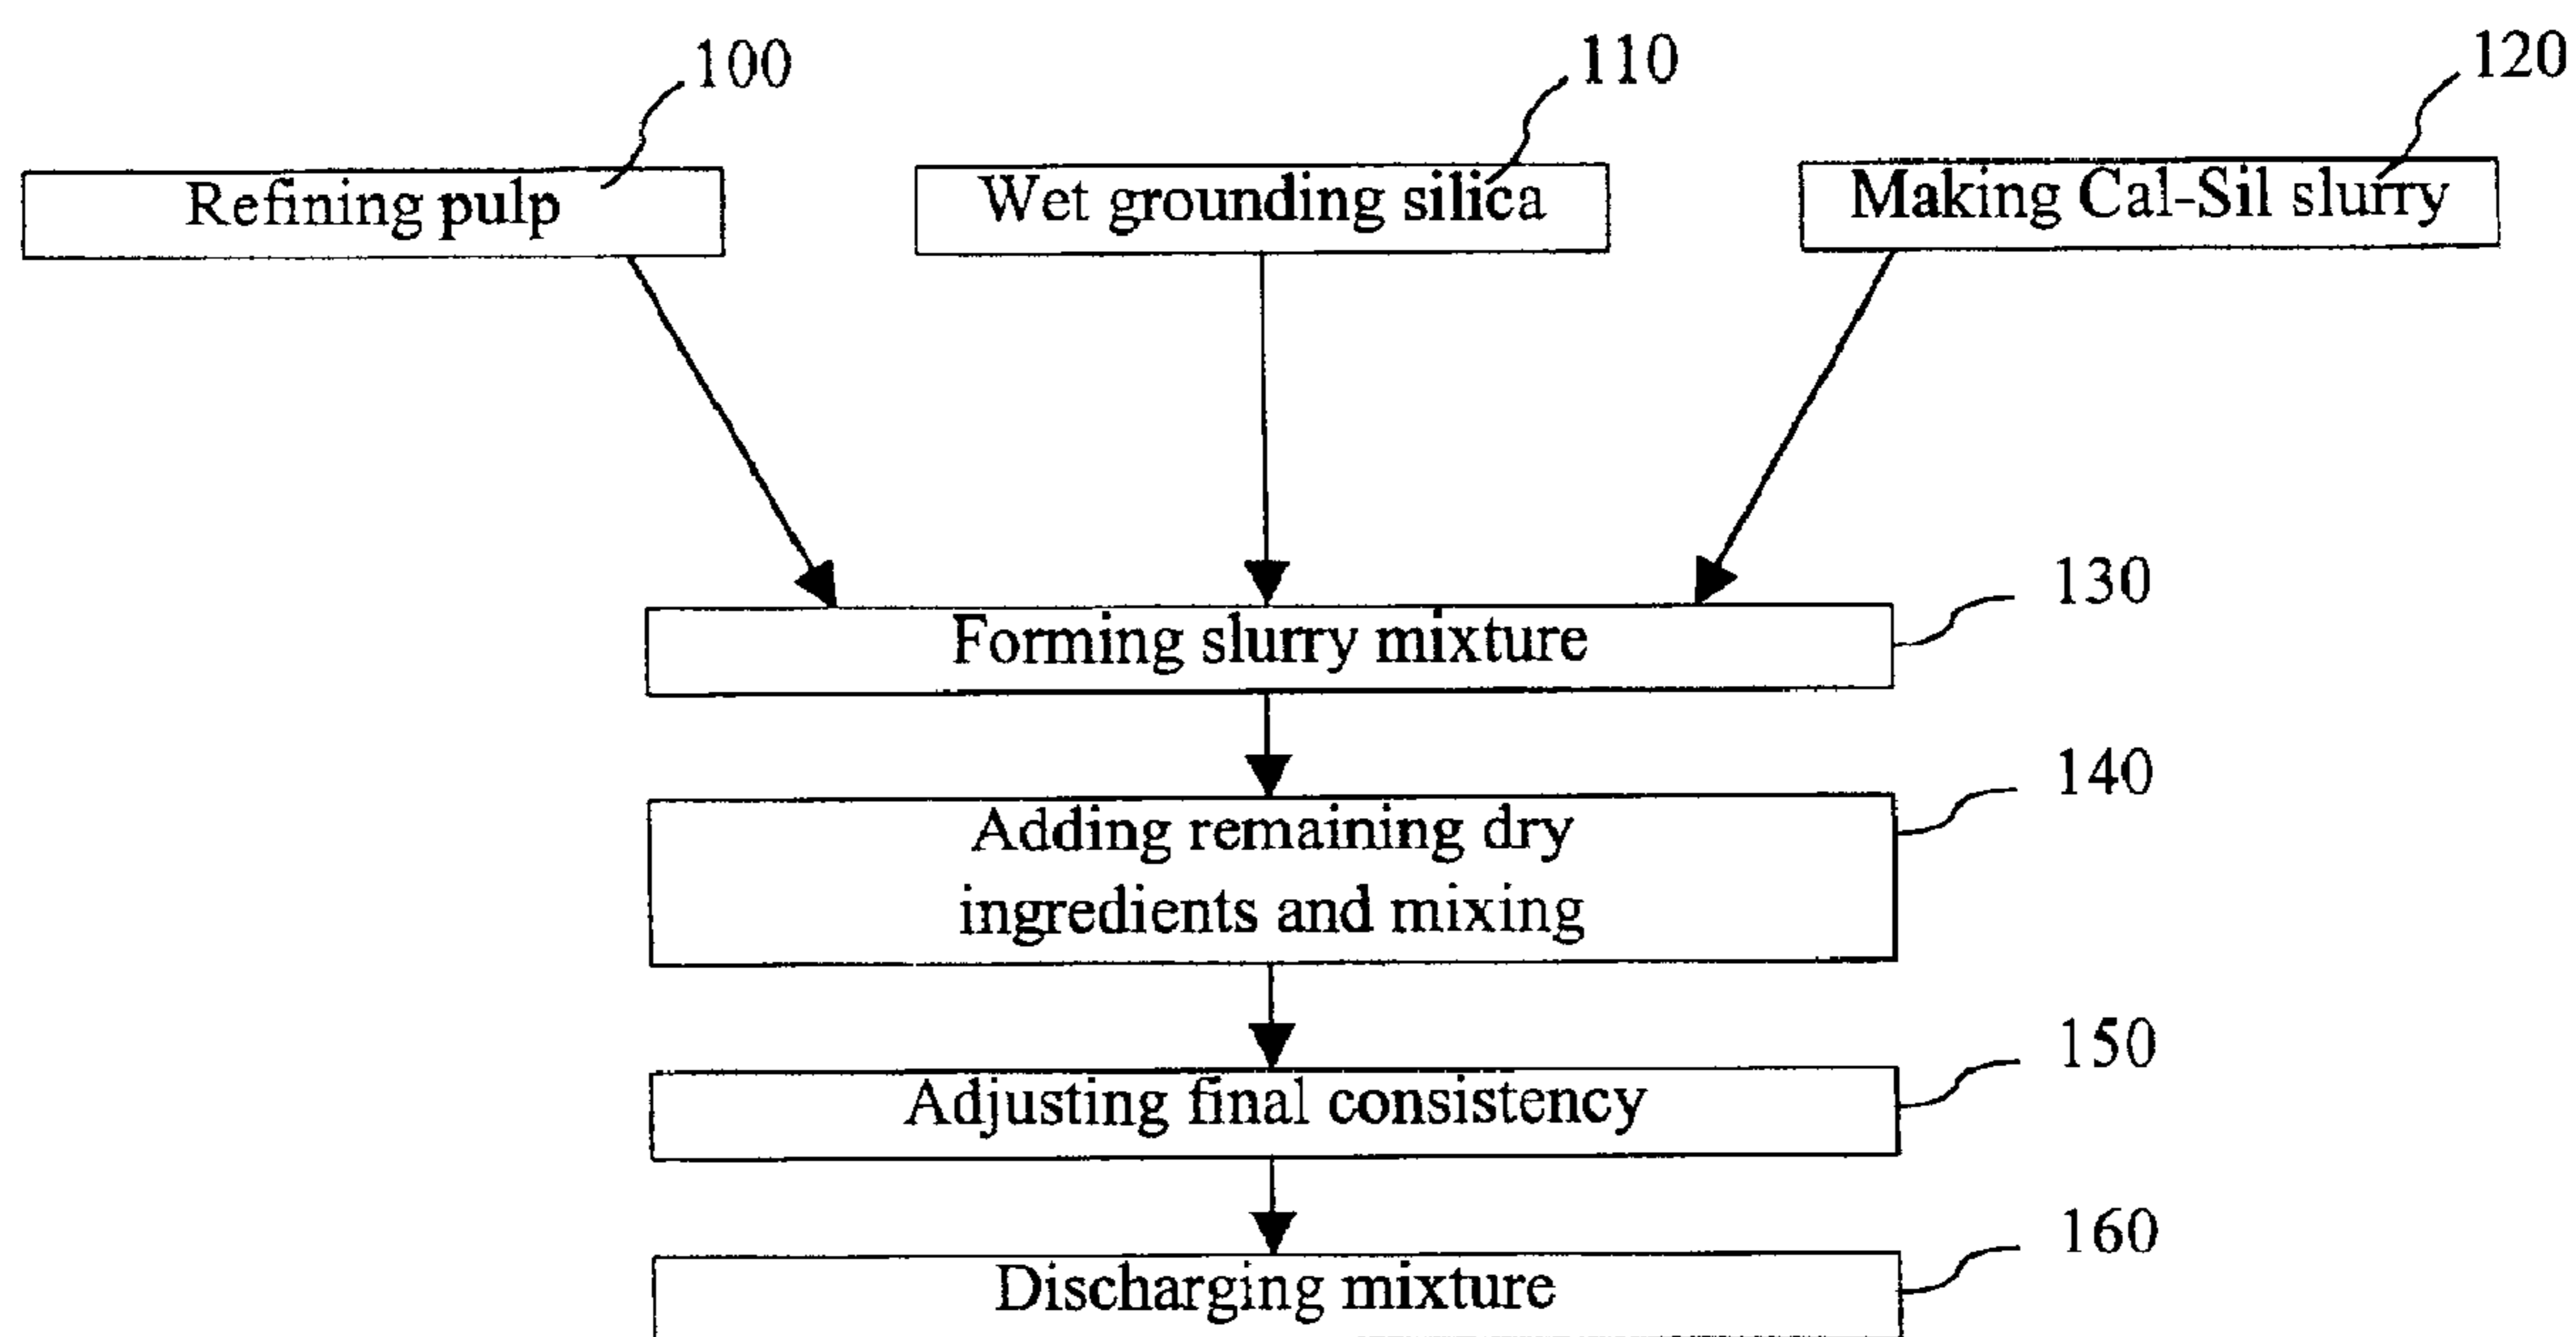 100
110
120
Refining pulp
Wet grounding silica
Making Cal-Sil slurry
130
Forming slurry mixture
140
Adding remaining dry
ingredients and mixing
150
Adjusting final consistency
160
Discharging mixture